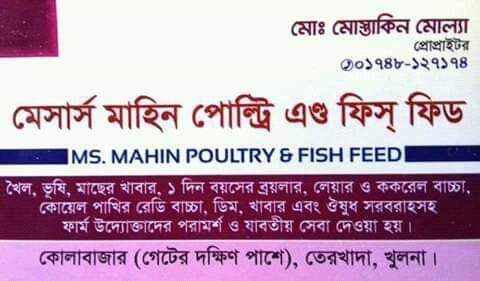 মোঃ মোস্তাকিন মোল্যা
প্রোপ্রাইটর
✆০১৭৪৮-১২৭১৭৪
মেসার্স মাহিন পোল্ট্রি এণ্ড ফিস্ ফিড
MS. MAHIN POULTRY & FISH FEED
খৈল, ভূষি, মাছের খাবার, ১ দিন বয়সের ব্রয়লার, লেয়ার ও ককরেল বাচ্চা,
কোয়েল পাখির রেডি বাচ্চা, ডিম, খাবার এবং ঔষুধ সরবরাহসহ
ফার্ম উদ্যোক্তাদের পরামর্শ ও যাবতীয় সেবা দেওয়া হয়।
কোলাবাজার (গেটের দক্ষিণ পাশে), তেরখাদা, খুলনা।